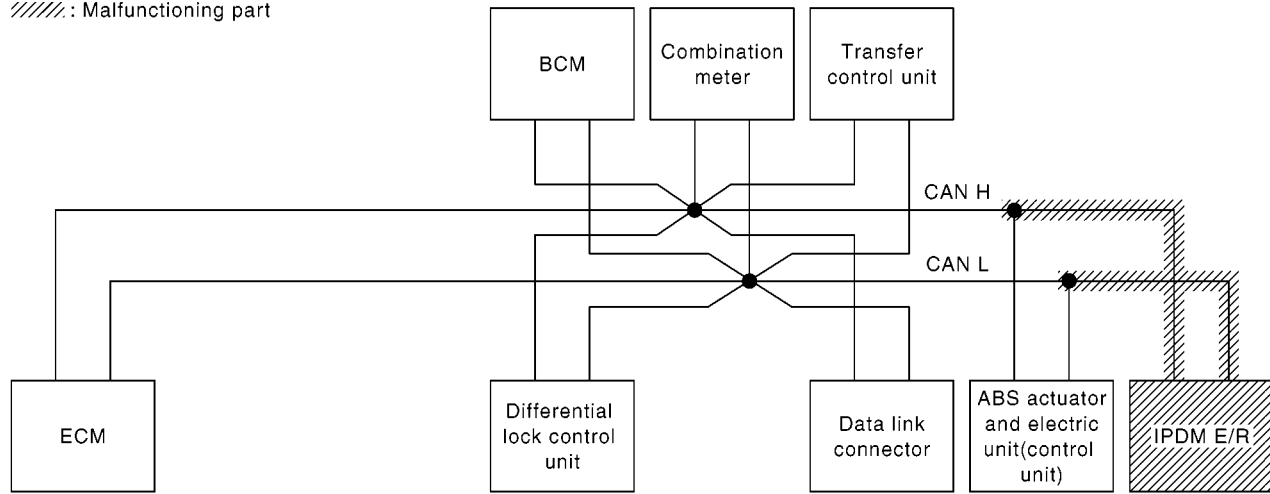 : Malfunctioning part
BCM
Combination
meter
Transfer
control unit
CAN H
CAN L
ECM
Differential
lock control
unit
Data link
connector
ABS actuator
and electric
unit(control
unit)
IPDM E/R